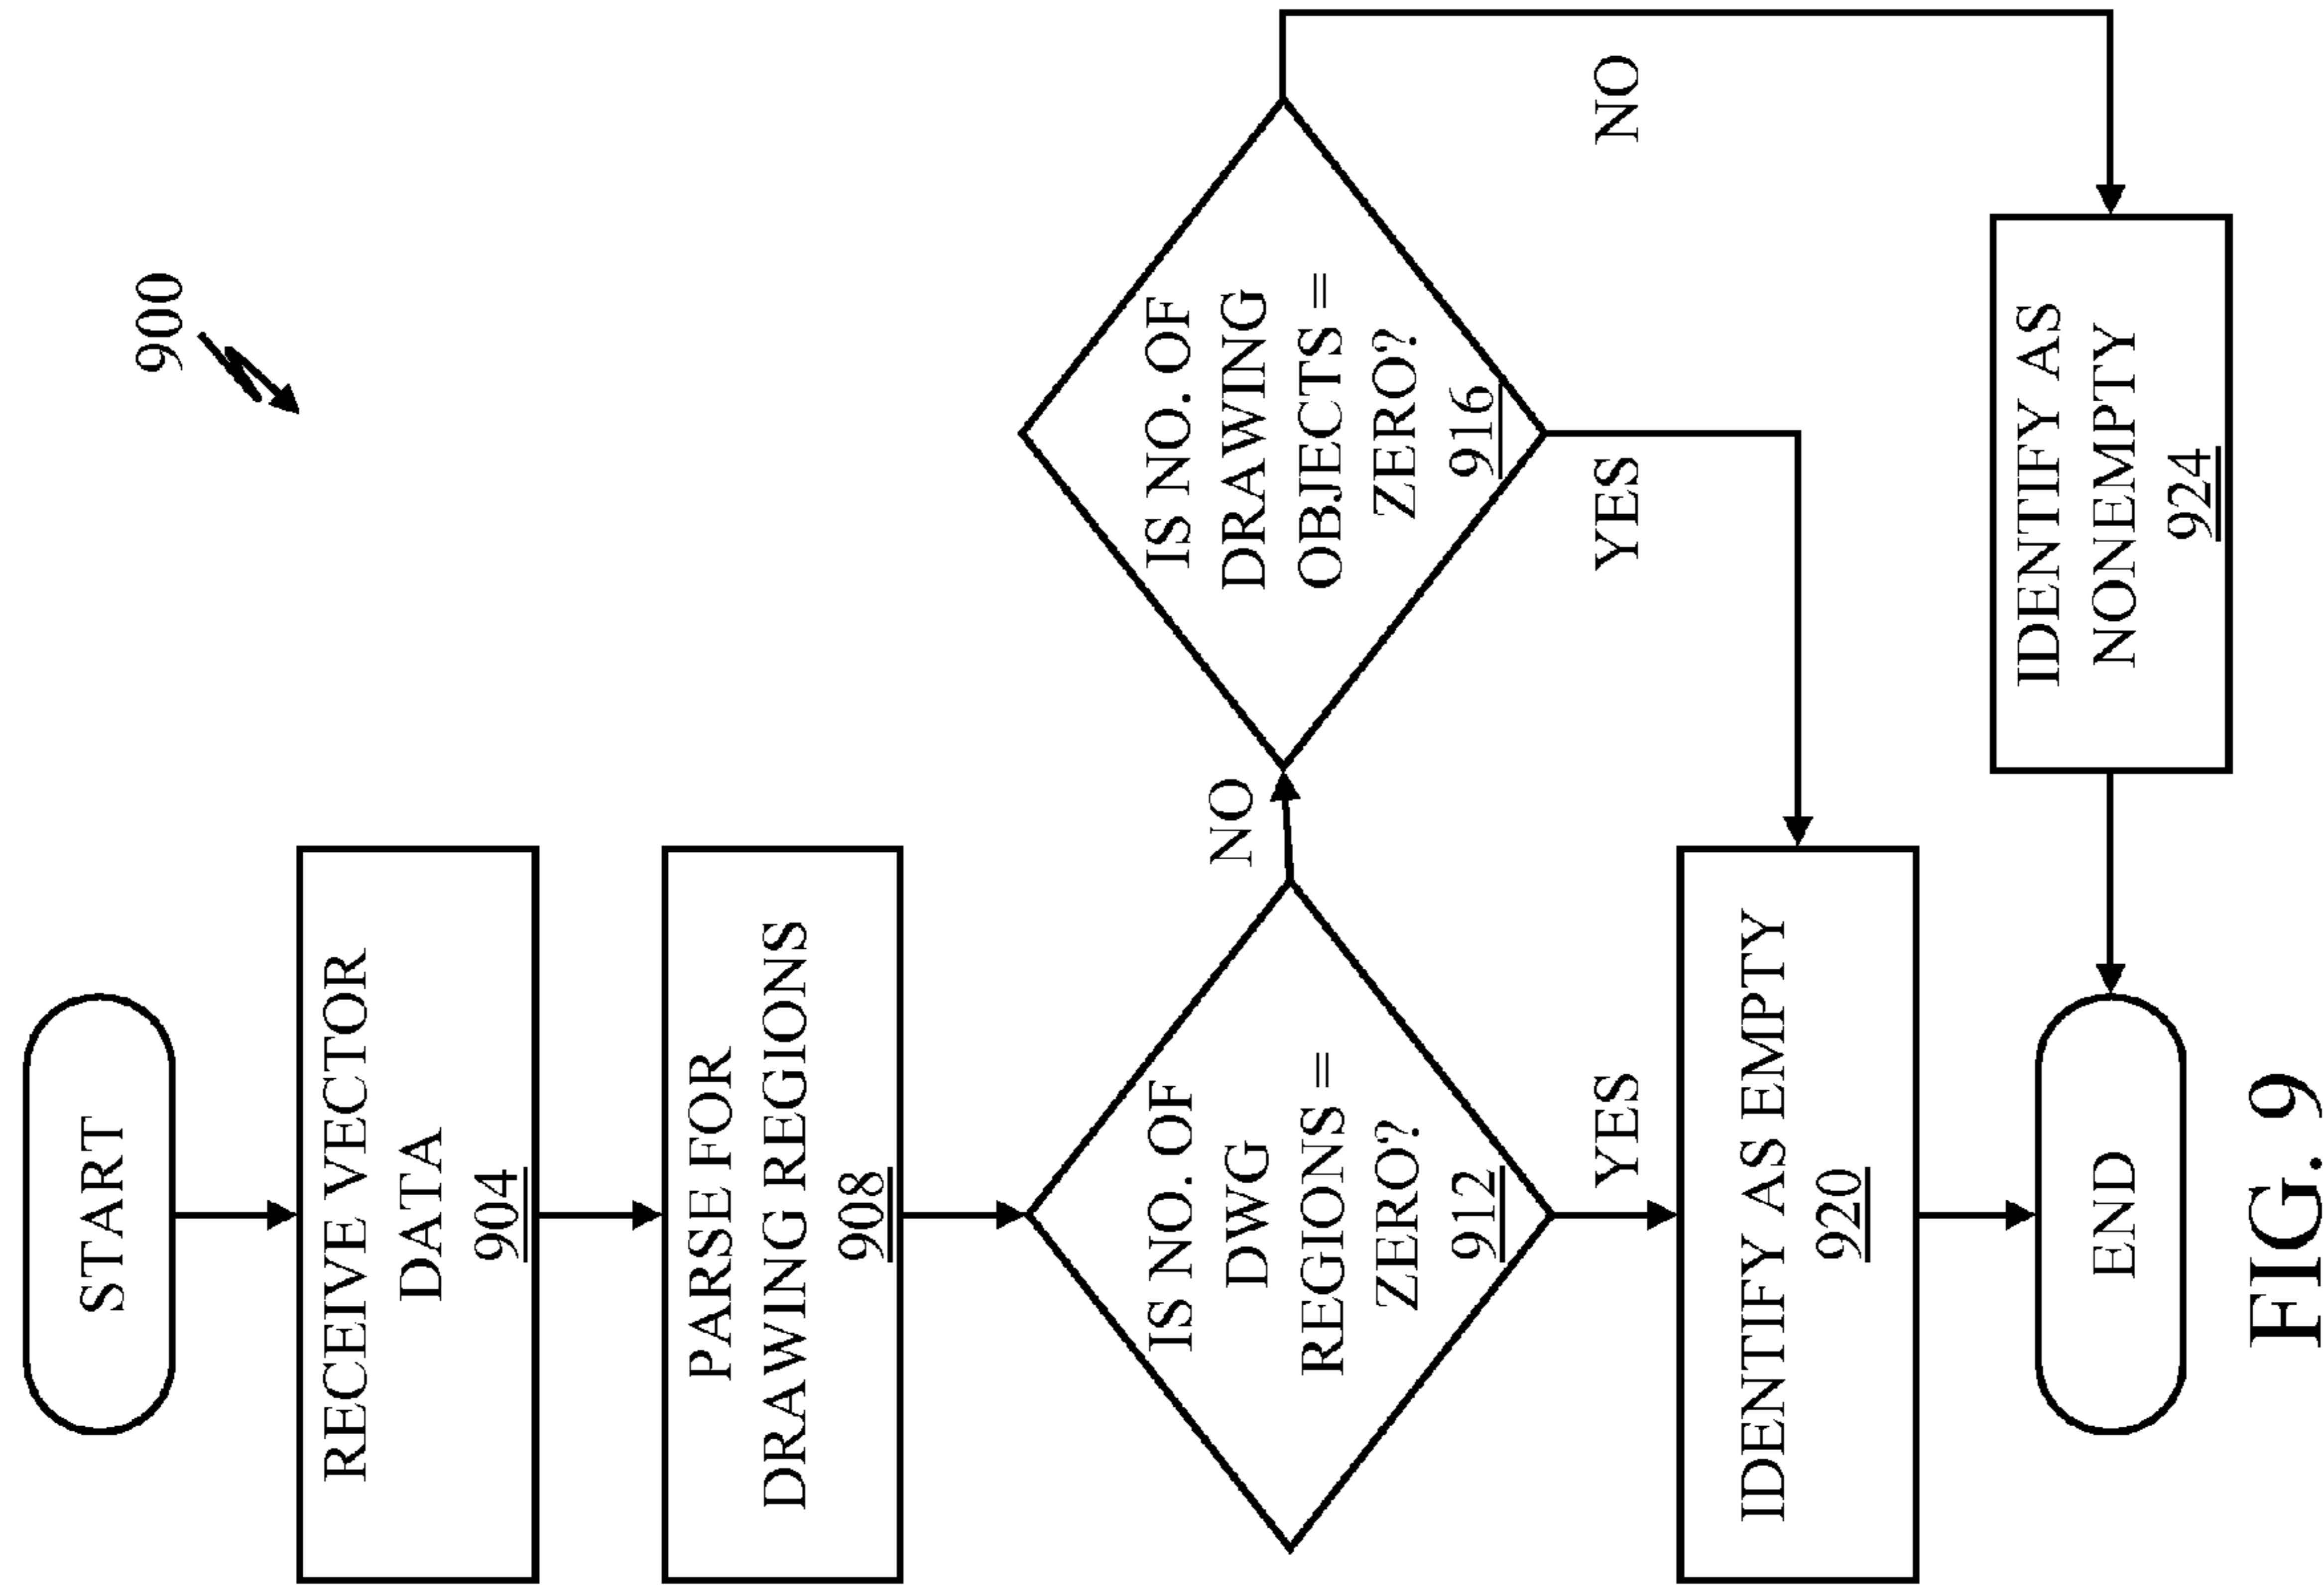 900
START
RECEIVE VECTOR
DATA
904
PARSE FOR
DRAWING REGIONS
908
IS NO. OF
DWG
REGIONS =
ZERO?
912
NO
IS NO. OF
DRAWING
OBJECTS =
ZERO?
916
YES
YES
NO
IDENTIFY AS EMPTY
920
IDENTIFY AS
NONEMPTY
924
END
FIG. 9